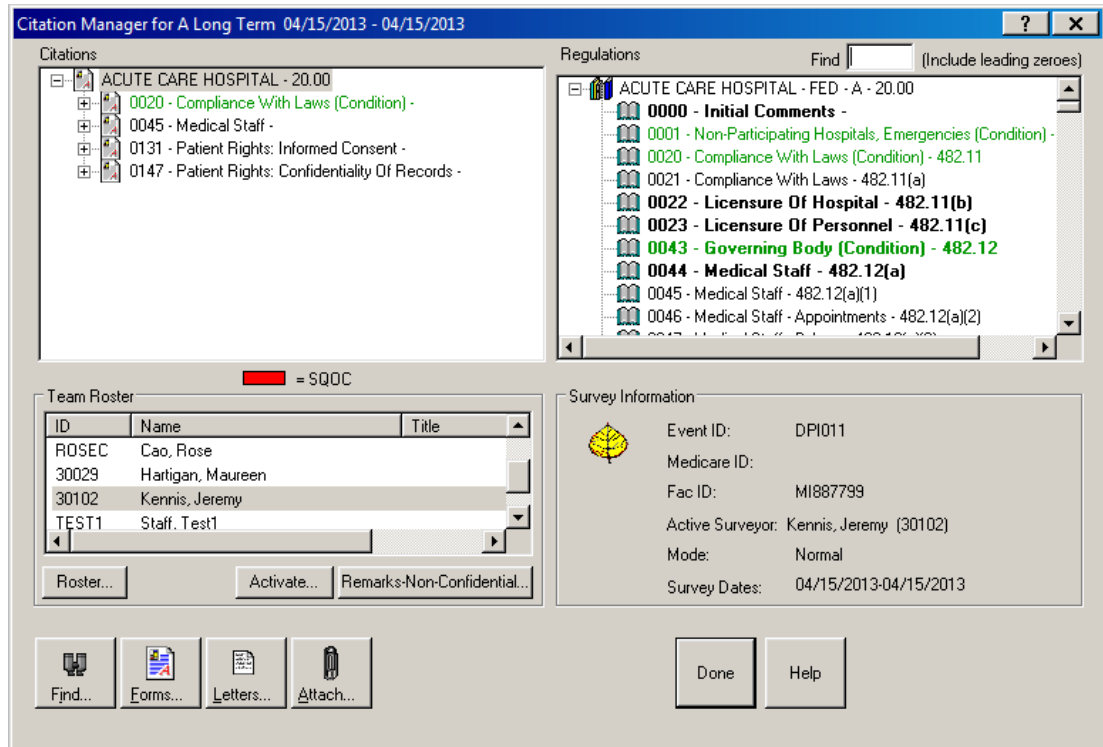 Citation Manager for A Long Term 04/15/2013 - 04/15/2013
? X
Citations
ACUTE CARE HOSPITAL - 20.00
0020 - Compliance With Laws (Condition) -
0045 - Medical Staff -
0131 - Patient Rights: Informed Consent -
0147 - Patient Rights: Confidentiality Of Records -
Regulations Find (Include leading zeroes)
ACUTE CARE HOSPITAL - FED - A - 20.00
0000 - Initial Comments -
0001 - Non-Participating Hospitals, Emergencies (Condition) -
0020 - Compliance With Laws (Condition) - 482.11
0021 - Compliance With Laws - 482.11(a)
0022 - Licensure Of Hospital - 482.11(b)
0023 - Licensure Of Personnel - 482.11(c)
0043 - Governing Body (Condition) - 482.12
0044 - Medical Staff - 482.12(a)
0045 - Medical Staff - 482.12(a)(1)
0046 - Medical Staff - Appointments - 482.12(a)(2)
= SQOC
Team Roster
ID Name Title
ROSEC Cao, Rose
30029 Hartigan, Maureen
30102 Kennis, Jeremy
TEST1 Staff, Test1
Roster... Activate... Remarks-Non-Confidential...
Survey Information
Event ID: DPI011
Medicare ID:
Fac ID: MI887799
Active Surveyor: Kennis, Jeremy (30102)
Mode: Normal
Survey Dates: 04/15/2013-04/15/2013
Find... Forms... Letters... Attach... Done Help